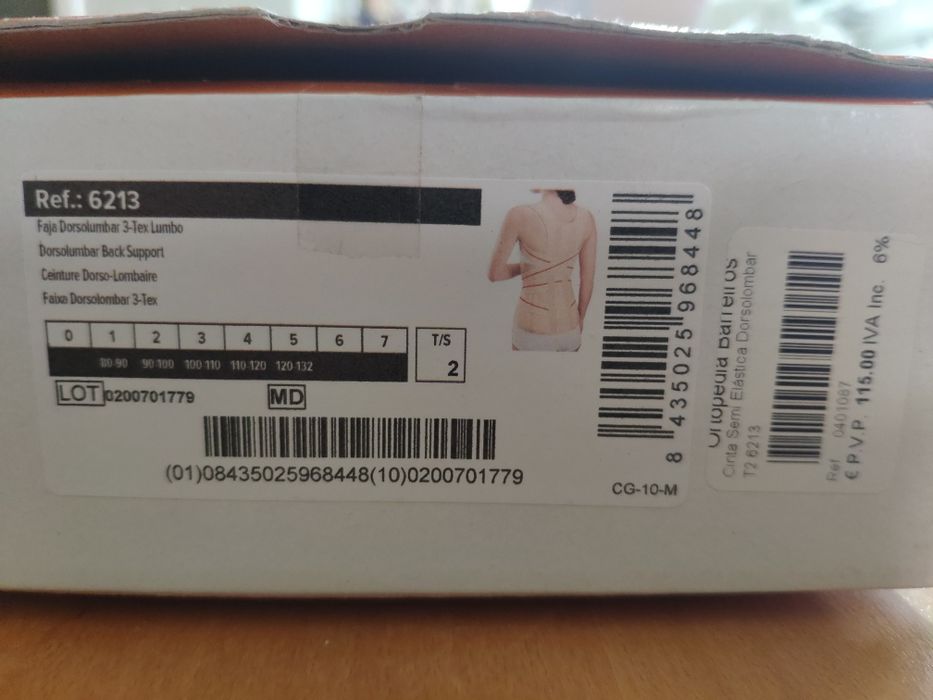 Ref.: 6213
Faja Dorsolumbar 3-Tex Lumbo
Dorsolumbar Back Support
Ceinture Dorso-Lombaire
Faixa Dorsolombar 3-Tex
0 1 2 3 4 5 6 7
80-90 90-100 100-110 110-120 120-132
T/S
2
LOT 0200701779
MD
(01)08435025968448(10)0200701779
8 435025 968448
CG-10-M
Ortopedia Barreiros
Cinta Semi Elástica Dorsolombar
T2 6213
Ref 0401087
€ P.V.P. 115.00 IVA Inc. 6%